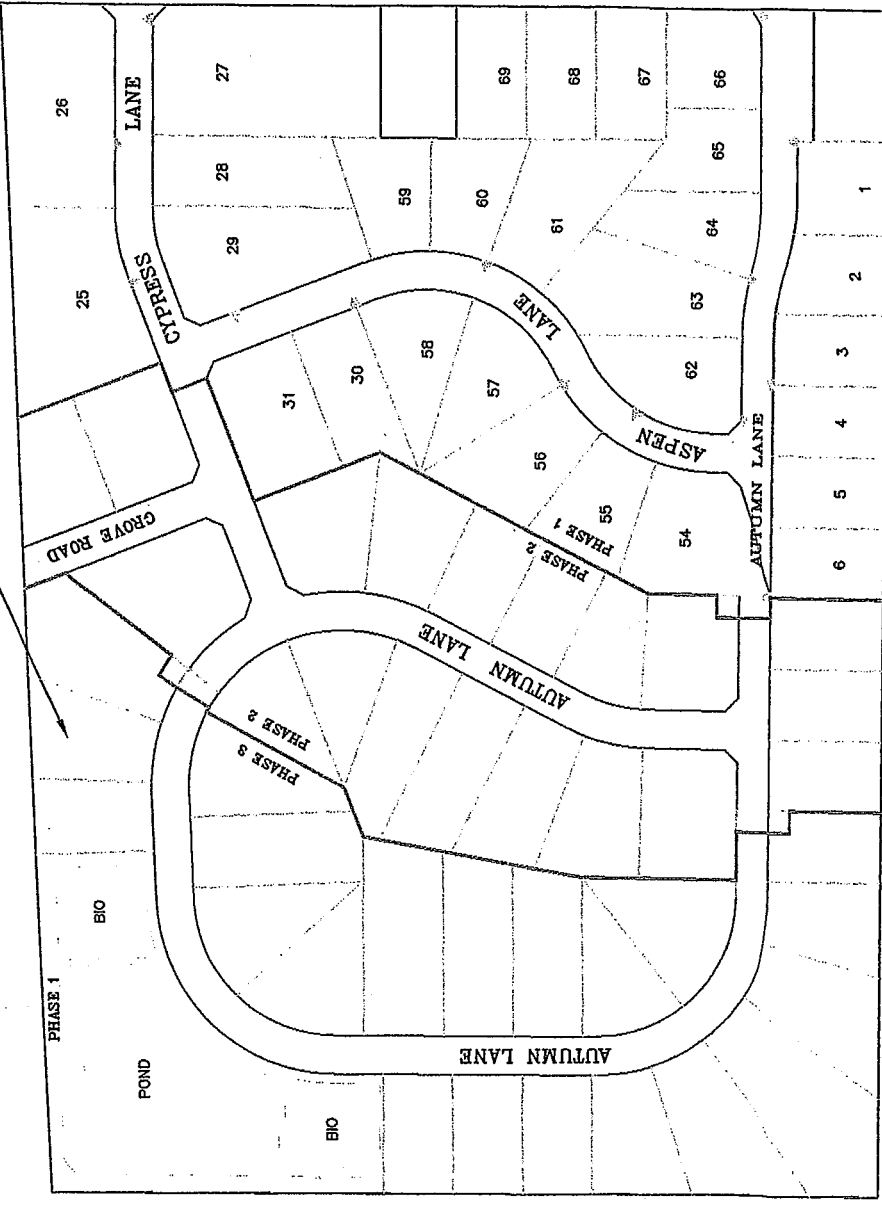 26
LANE
27
69
68
67
66
28
65
59
60
61
64
1
25
CYPRESS
29
63
2
LANE
31
30
58
57
62
3
ASPEN
4
GROVE ROAD
56
55
54
AUTUMN LANE
5
6
PHASE 1
PHASE 2
AUTUMN LANE
PHASE 2
PHASE 3
BIO
PHASE 1
POND
BIO
AUTUMN LANE